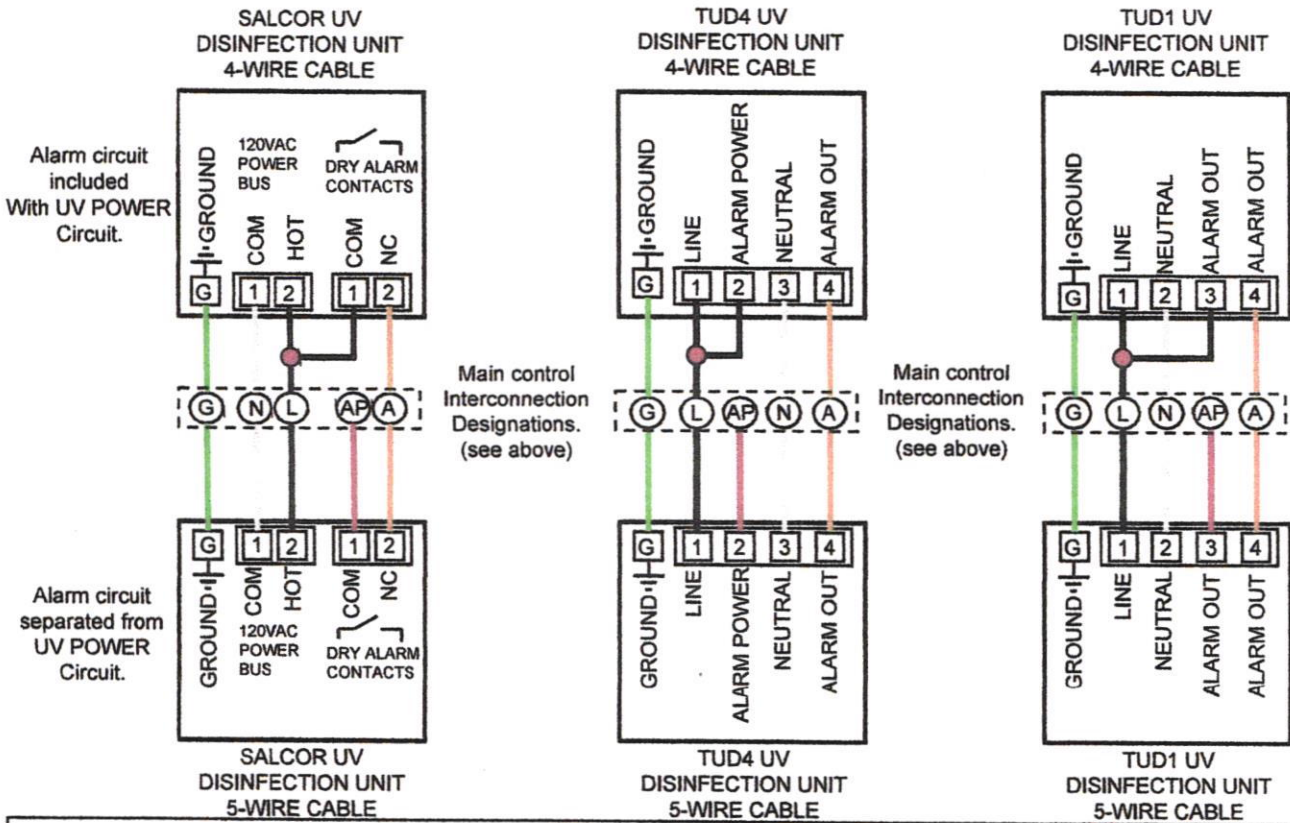 SALCOR UV
DISINFECTION UNIT
4-WIRE CABLE
TUD4 UV
DISINFECTION UNIT
4-WIRE CABLE
TUD1 UV
DISINFECTION UNIT
4-WIRE CABLE
Alarm circuit
included
With UV POWER
Circuit.
GROUND
120VAC
POWER
BUS
COM
HOT
DRY ALARM
CONTACTS
COM
NC
G
1
2
1
2
GROUND
LINE
ALARM POWER
NEUTRAL
ALARM OUT
G
1
2
3
4
GROUND
LINE
NEUTRAL
ALARM OUT
ALARM OUT
G
1
2
3
4
G
N
L
AP
A
Main control
Interconnection
Designations.
(see above)
G
L
AP
N
A
Main control
Interconnection
Designations.
(see above)
G
L
N
AP
A
Alarm circuit
separated from
UV POWER
Circuit.
G
1
2
1
2
GROUND
COM
HOT
120VAC
POWER
BUS
COM
NC
DRY ALARM
CONTACTS
G
1
2
3
4
GROUND
LINE
ALARM POWER
NEUTRAL
ALARM OUT
G
1
2
3
4
GROUND
LINE
NEUTRAL
ALARM OUT
ALARM OUT
SALCOR UV
DISINFECTION UNIT
5-WIRE CABLE
TUD4 UV
DISINFECTION UNIT
5-WIRE CABLE
TUD1 UV
DISINFECTION UNIT
5-WIRE CABLE